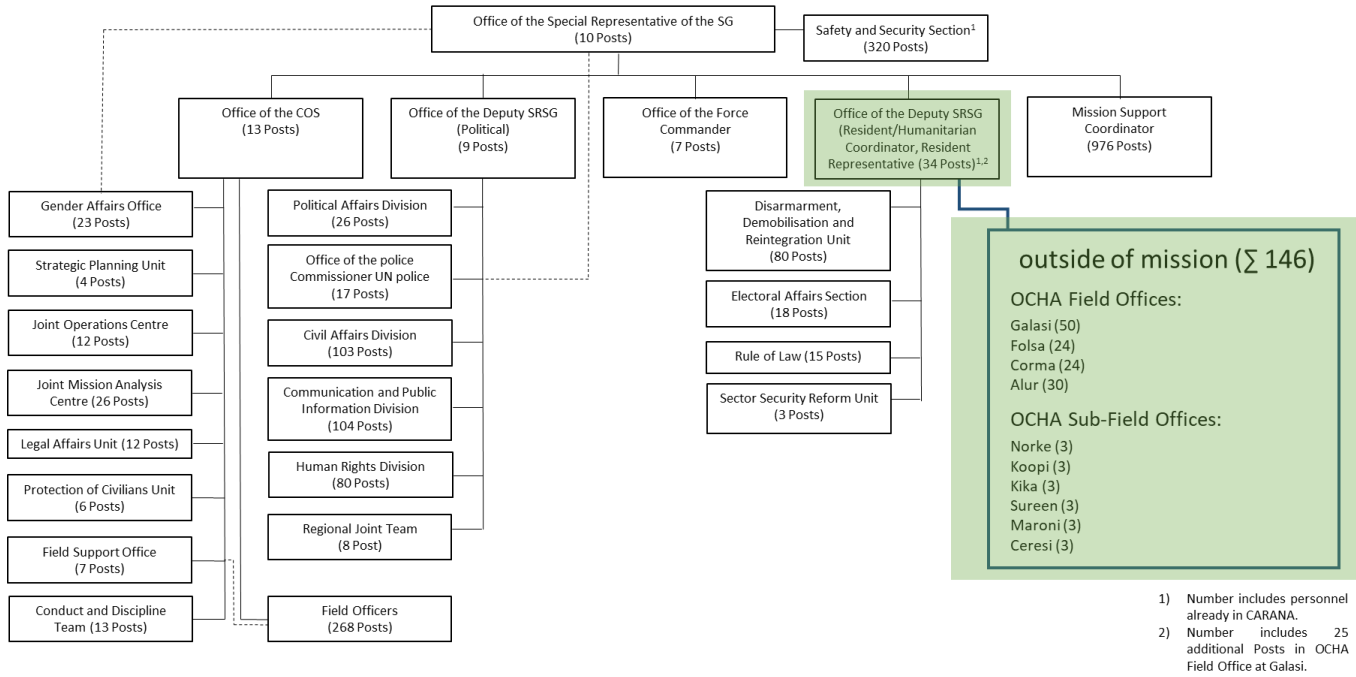 Office of the Special Representative of the SG
(10 Posts)
Safety and Security Section¹
(320 Posts)
Office of the COS
(13 Posts)
Office of the Deputy SRSG
(Political)
(9 Posts)
Office of the Force
Commander
(7 Posts)
Office of the Deputy SRSG
(Resident/Humanitarian
Coordinator, Resident
Representative (34 Posts)¹,²
Mission Support
Coordinator
(976 Posts)
Gender Affairs Office
(23 Posts)
Strategic Planning Unit
(4 Posts)
Joint Operations Centre
(12 Posts)
Joint Mission Analysis
Centre (26 Posts)
Legal Affairs Unit (12 Posts)
Protection of Civilians Unit
(6 Posts)
Field Support Office
(7 Posts)
Conduct and Discipline
Team (13 Posts)
Political Affairs Division
(26 Posts)
Office of the police
Commissioner UN police
(17 Posts)
Civil Affairs Division
(103 Posts)
Communication and Public
Information Division
(104 Posts)
Human Rights Division
(80 Posts)
Regional Joint Team
(8 Post)
Field Officers
(268 Posts)
Disarmament,
Demobilisation and
Reintegration Unit
(80 Posts)
Electoral Affairs Section
(18 Posts)
Rule of Law (15 Posts)
Sector Security Reform Unit
(3 Posts)
outside of mission (∑ 146)
OCHA Field Offices:
Galasi (50)
Folsa (24)
Corma (24)
Alur (30)
OCHA Sub-Field Offices:
Norke (3)
Koopi (3)
Kika (3)
Sureen (3)
Maroni (3)
Ceresi (3)
1) Number includes personnel
already in CARANA.
2) Number includes 25
additional Posts in OCHA
Field Office at Galasi.